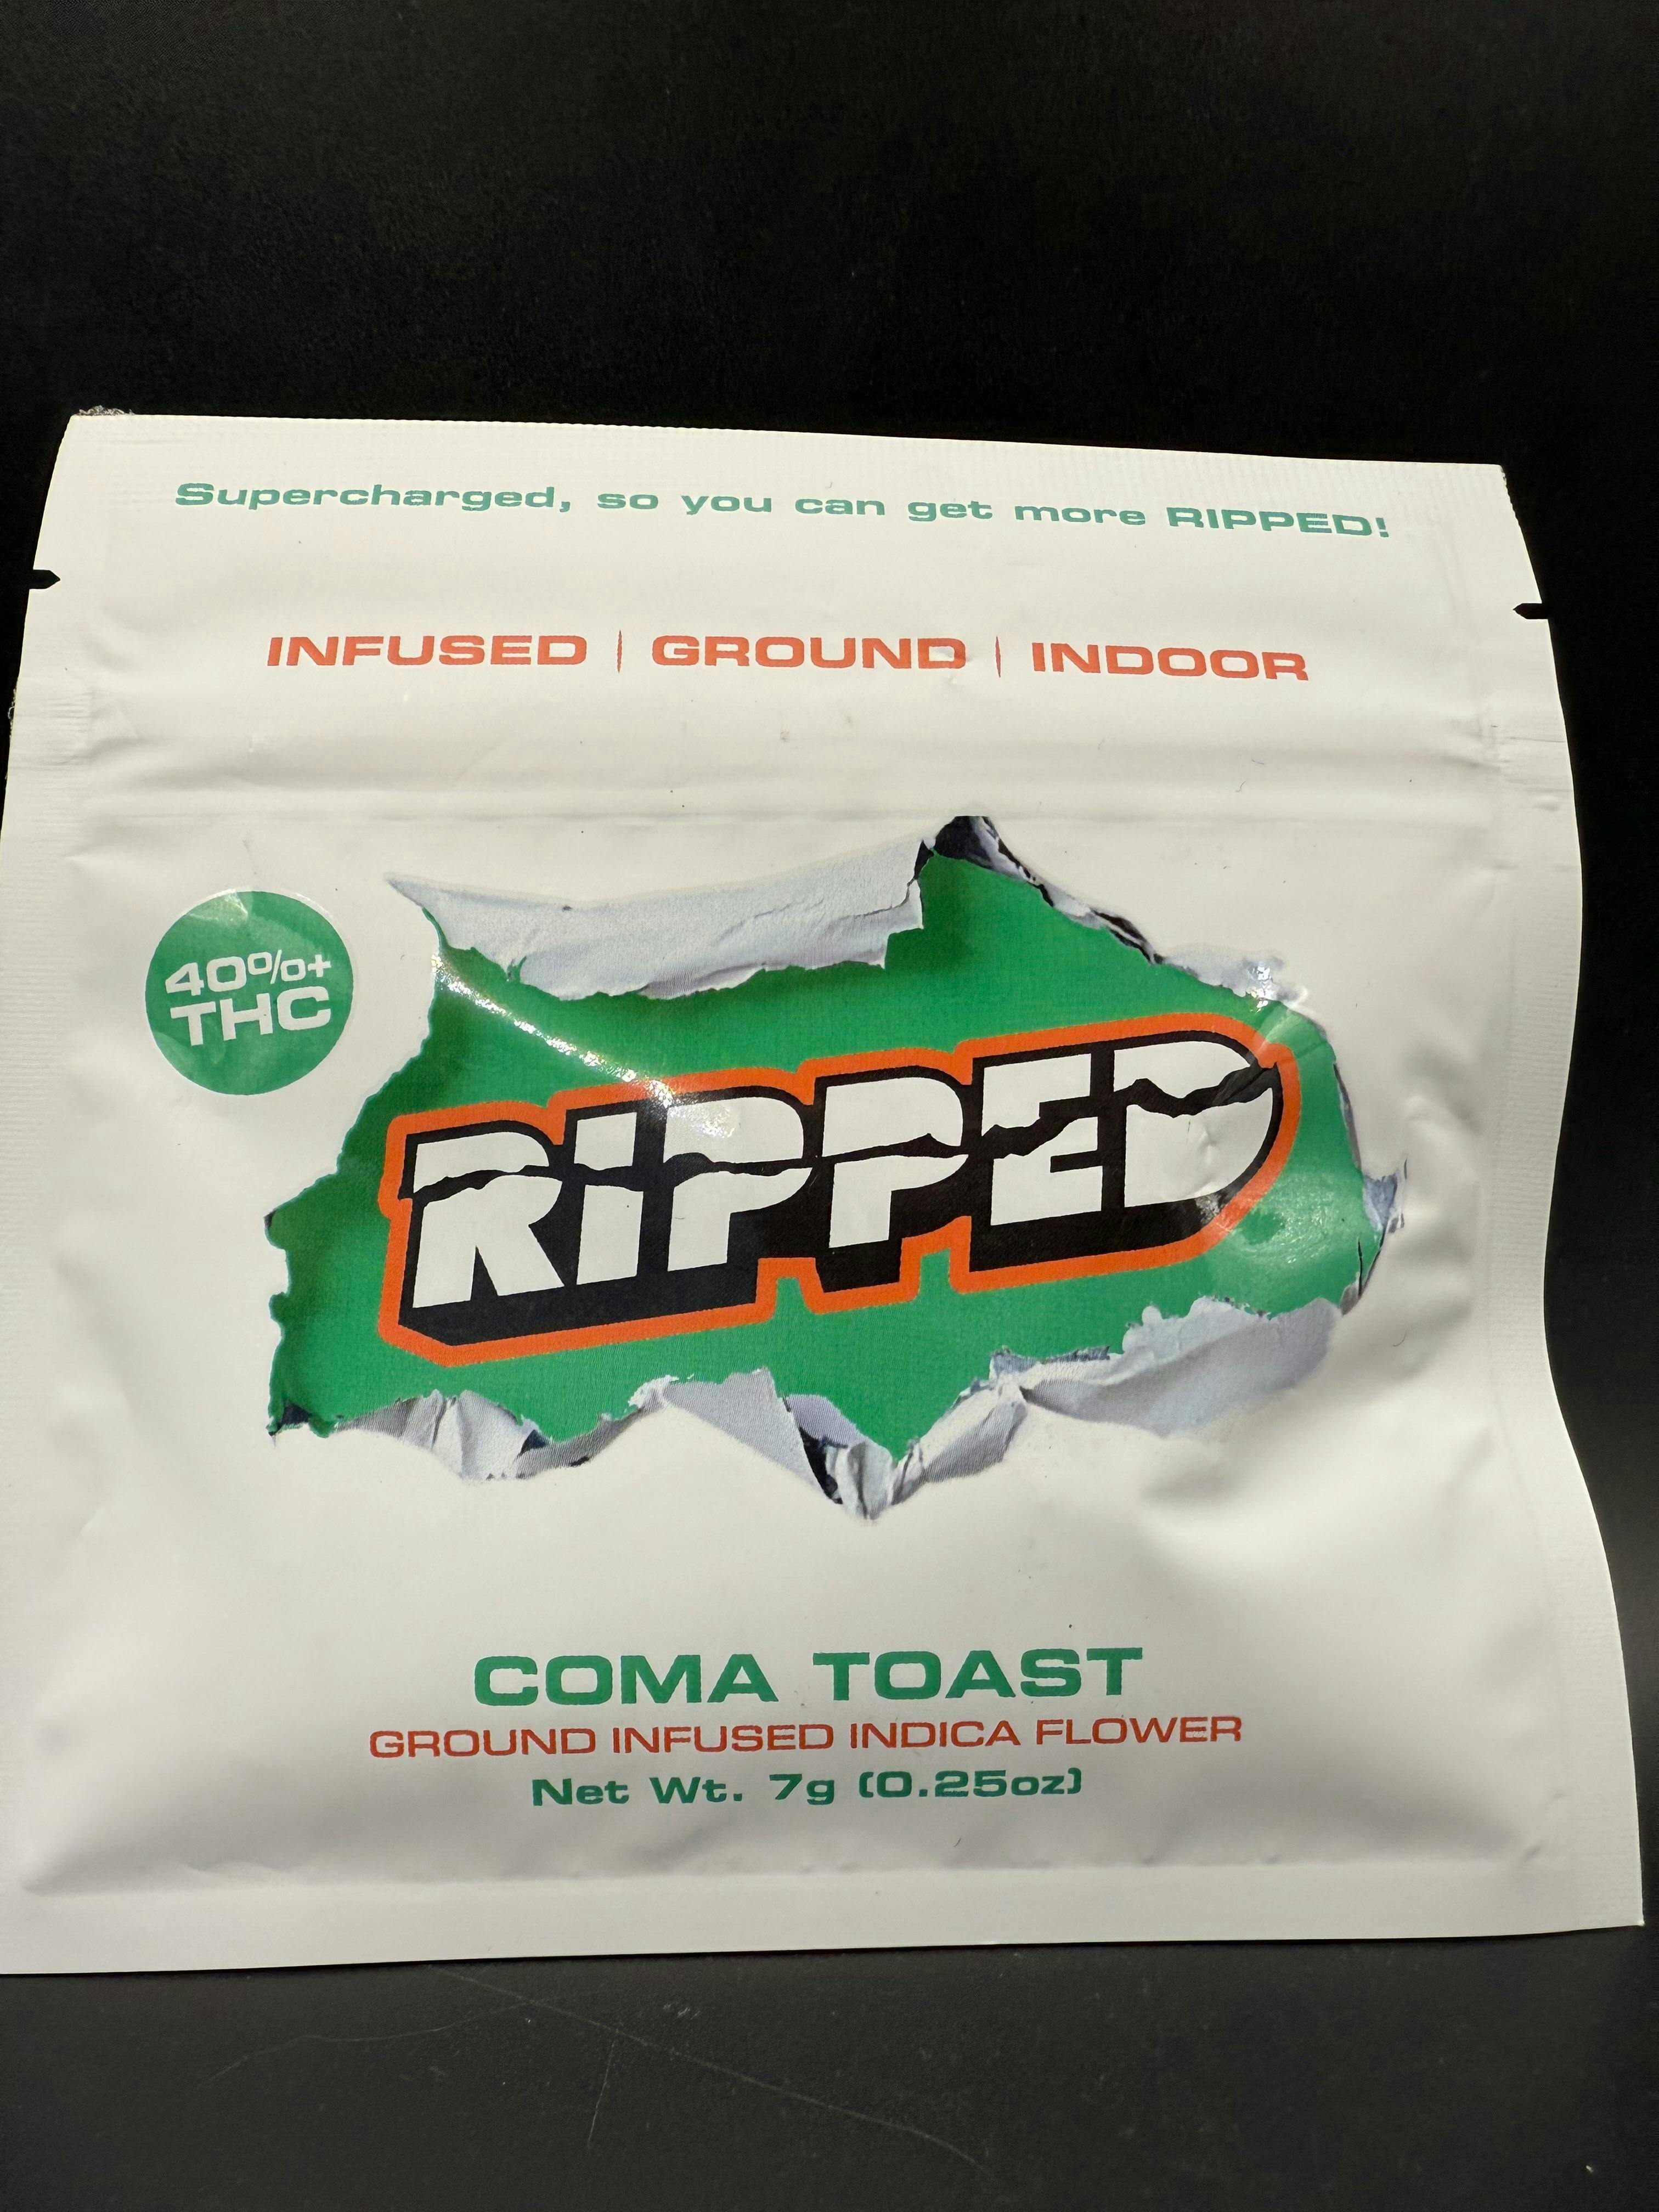 Supercharged, so you can get more RIPPED!
INFUSED | GROUND | INDOOR
40%+
THC
RIPPED
COMA TOAST
GROUND INFUSED INDICA FLOWER
Net Wt. 7g (0.25oz)